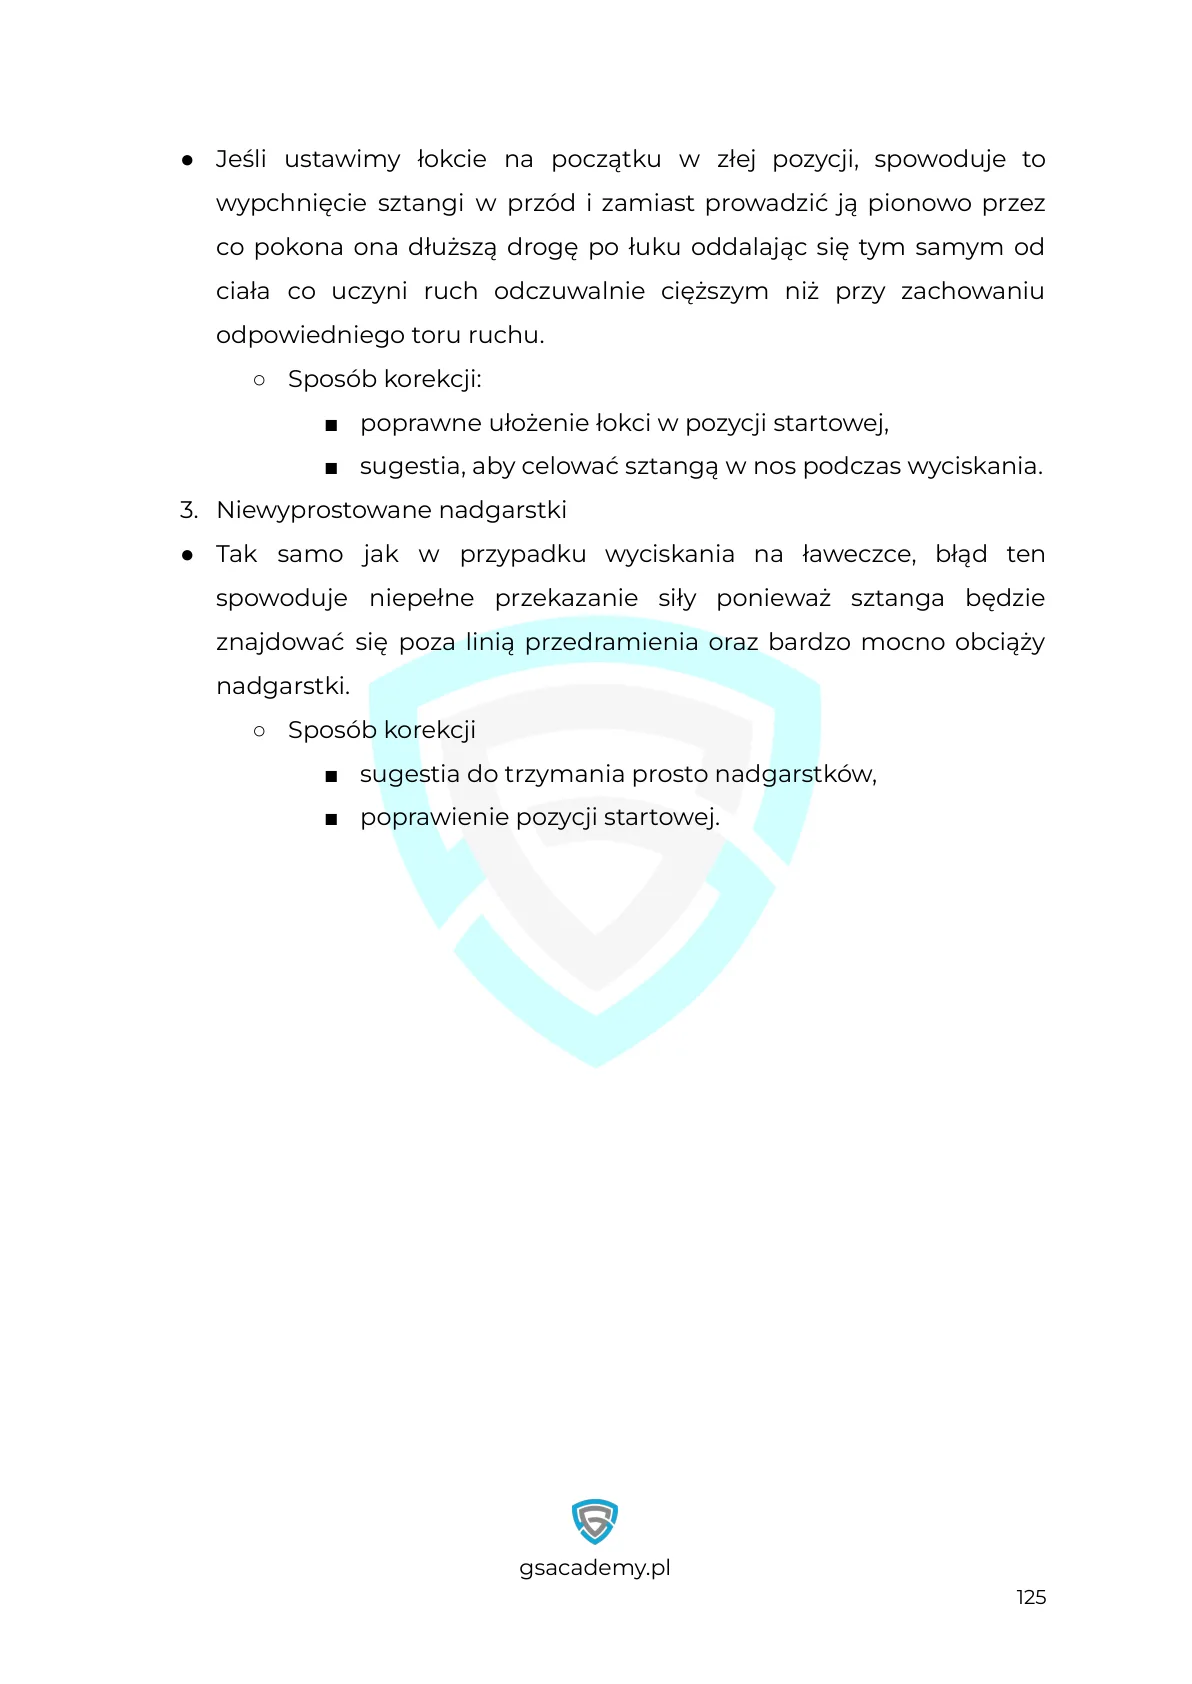 ● Jeśli ustawimy łokcie na początku w złej pozycji, spowoduje to
wypchnięcie sztangi w przód i zamiast prowadzić ją pionowo przez
co pokona ona dłuższą drogę po łuku oddalając się tym samym od
ciała co uczyni ruch odczuwalnie cięższym niż przy zachowaniu
odpowiedniego toru ruchu.
○ Sposób korekcji:
■ poprawne ułożenie łokci w pozycji startowej,
■ sugestia, aby celować sztangą w nos podczas wyciskania.
3. Niewyprostowane nadgarstki
● Tak samo jak w przypadku wyciskania na ławeczce, błąd ten
spowoduje niepełne przekazanie siły ponieważ sztanga będzie
znajdować się poza linią przedramienia oraz bardzo mocno obciąży
nadgarstki.
○ Sposób korekcji
■ sugestia do trzymania prosto nadgarstków,
■ poprawienie pozycji startowej.
gsacademy.pl
125